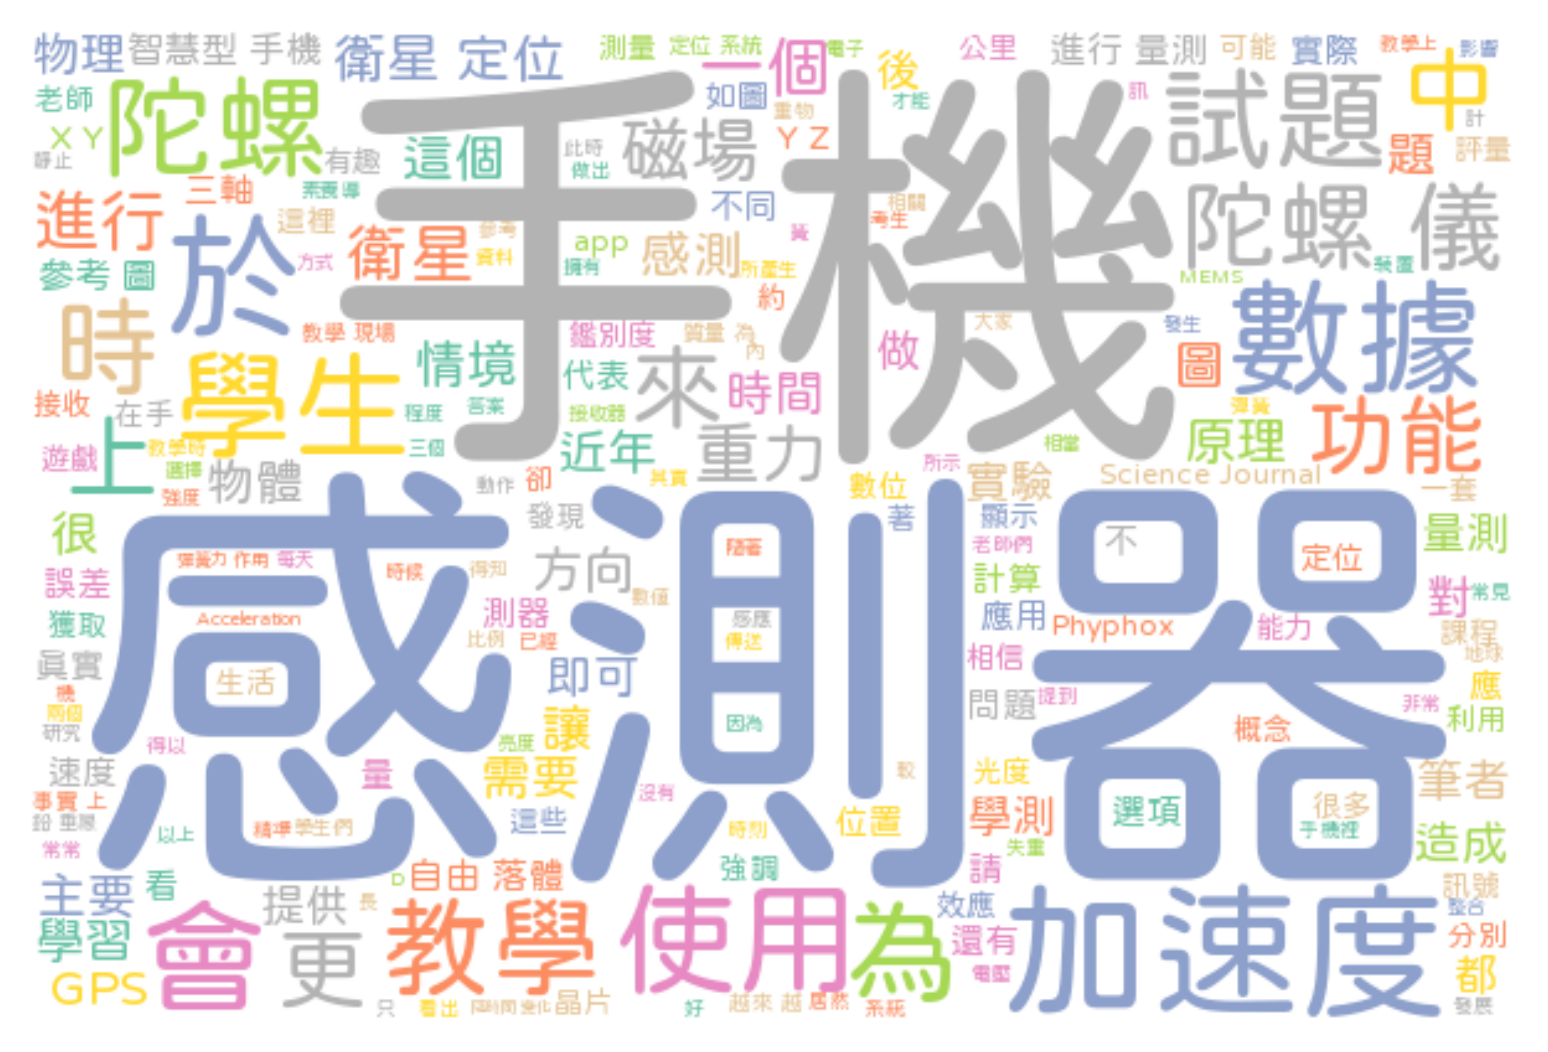 物理 智慧型 手機 衛星 定位 測量 定位 系統 一個 電子 後 公里 進行 量測 可能 實際 教學上 影響
老師 陀螺 手機 如圖 重物 才能 訊 試題 中 計
X Y 靜止 有趣 這個 此時 做出 磁場 Y Z 題 評量
進行 三軸 素養導 不同 相關 考生 陀螺 儀
這裡 於 方式 衛星 參考 資料 app 感測 簧 所產生 擁有
參考 圖 約 MEMS 裝置
時 教學 現場 鑑別度 質量 為 內 大家 發生 數據
學生 情境 代表 來 時間 做 圖
接收 在手 上 程度 答案 接收器 彈簧 功能
遊戲 教學時 三個 近年 重力 相當 原理
選擇 強度 物體 動作 卻 其實 數位 所示 實驗 Science Journal 一套
很 感測器 發現 隨著 著 顯示 不 定位 量測
誤差 彈簧力 作用 每天 時候 得知 方向 老師們 計算 對 常見
獲取 Acceleration 測器 數值 感應 應用 Phyphox 能力 課程
真實 生活 比例 已經 傳送 相信 地球
機 兩個 即可 問題 提到 非常 應
研究 得以 亮度 讓 因為 概念 利用
速度 量 需要 沒有 較 光度 筆者
事實 上 鉛 垂線 精準 學生們 這些 時刻 位置 學測 選項 很多 手機裡
常常 以上 強調 請 失重 造成
主要 看 自由 落體 D 訊號
學習 會 提供 長 教學 使用 為 效應 加速度 整合
更 還有 分別
GPS 電壓 都
只 看出 晶片 好 越來 越 居然 系統 發展